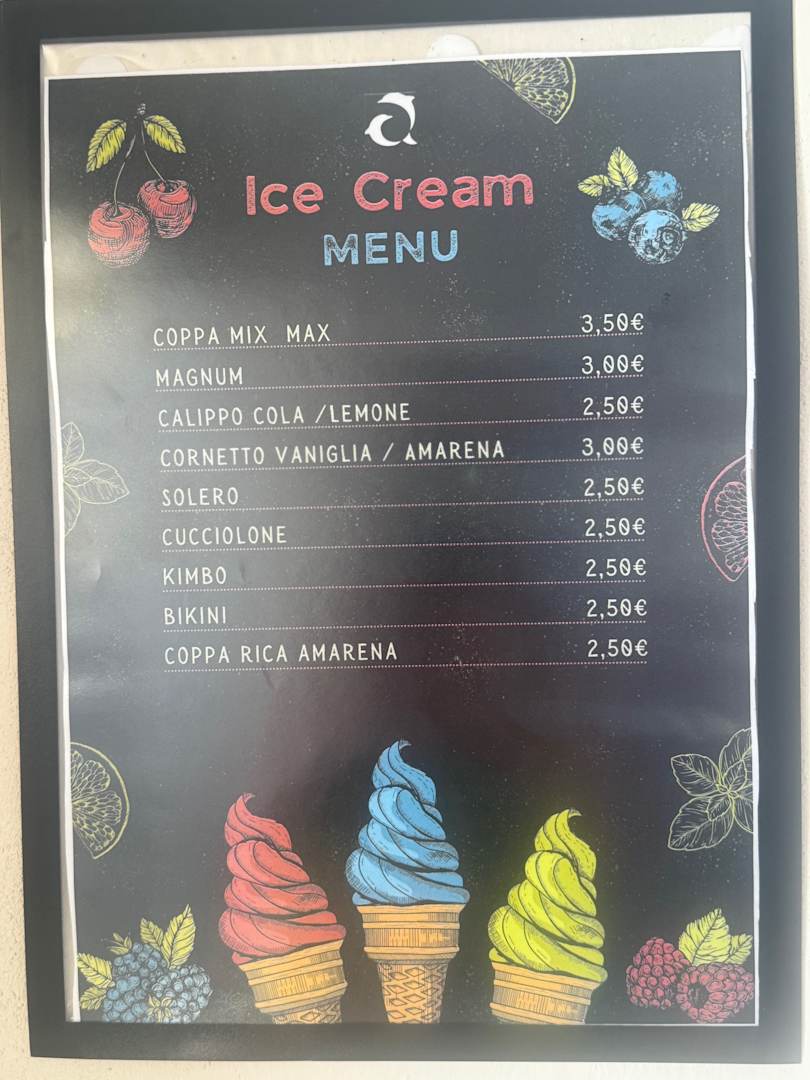 Ice Cream
MENU
COPPA MIX MAX 3,50€
MAGNUM 3,00€
CALIPPO COLA /LEMONE 2,50€
CORNETTO VANIGLIA / AMARENA 3,00€
SOLERO 2,50€
CUCCIOLONE 2,50€
KIMBO 2,50€
BIKINI 2,50€
COPPA RICA AMARENA 2,50€